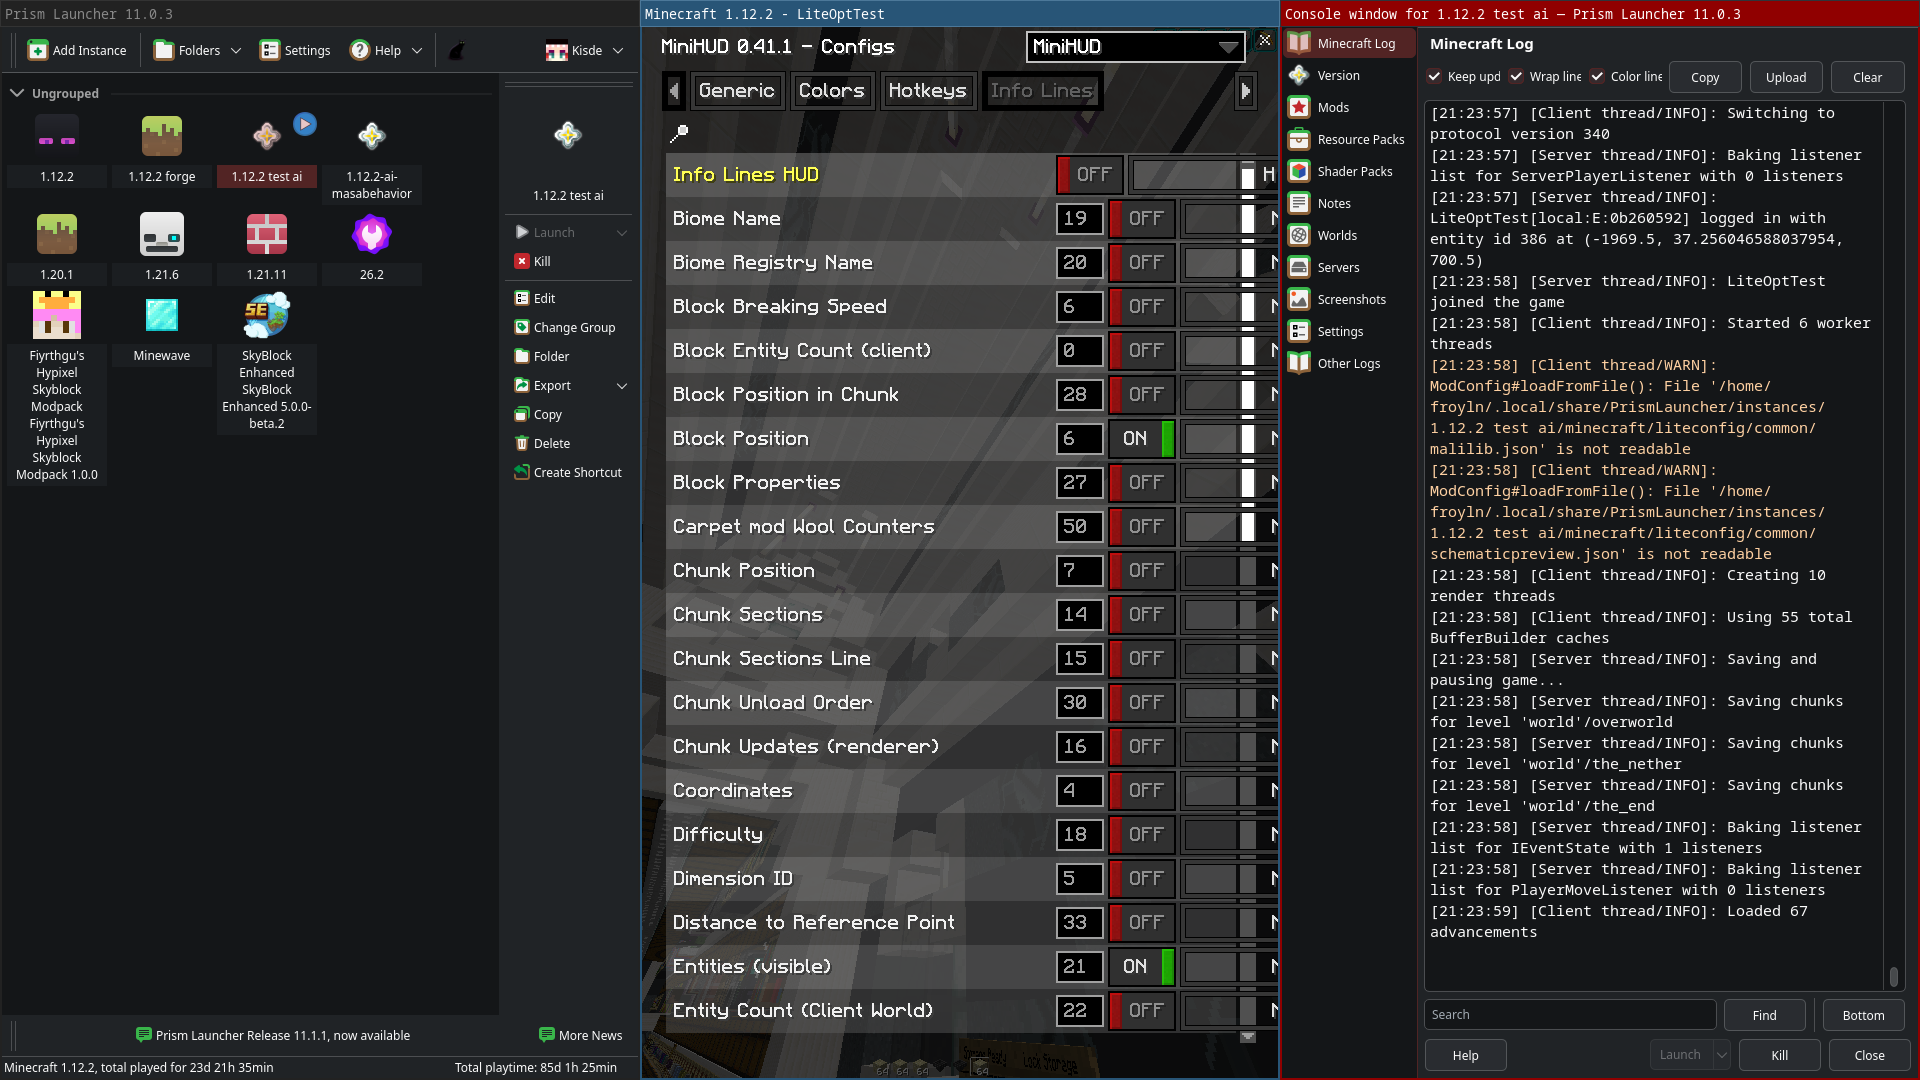 Prism Launcher 11.0.3
Add Instance
Folders
Settings
Help
Kisde
Ungrouped
1.12.2
1.12.2 forge
1.12.2 test ai
1.12.2-ai-
masabehavior
1.20.1
1.21.6
1.21.11
26.2
Fiyrthgu's
Hypixel
Skyblock
Modpack
Fiyrthgu's
Hypixel
Skyblock
Modpack 1.0.0
Minewave
SkyBlock
Enhanced
SkyBlock
Enhanced 5.0.0-
beta.2
1.12.2 test ai
Launch
Kill
Edit
Change Group
Folder
Export
Copy
Delete
Create Shortcut
Prism Launcher Release 11.1.1, now available
More News
Minecraft 1.12.2, total played for 23d 21h 35min
Total playtime: 85d 1h 25min
Minecraft 1.12.2 - LiteOptTest
MiniHUD 0.41.1 - Configs
MiniHUD
Generic
Colors
Hotkeys
Info Lines
Info Lines HUD OFF H
Biome Name 19 OFF
Biome Registry Name 20 OFF
Block Breaking Speed 6 OFF
Block Entity Count (client) 0 OFF
Block Position in Chunk 28 OFF
Block Position 6 ON
Block Properties 27 OFF
Carpet mod Wool Counters 50 OFF
Chunk Position 7 OFF
Chunk Sections 14 OFF
Chunk Sections Line 15 OFF
Chunk Unload Order 30 OFF
Chunk Updates (renderer) 16 OFF
Coordinates 4 OFF
Difficulty 18 OFF
Dimension ID 5 OFF
Distance to Reference Point 33 OFF
Entities (visible) 21 ON
Entity Count (Client World) 22 OFF
Storage
64 64 64 64
Console window for 1.12.2 test ai — Prism Launcher 11.0.3
Minecraft Log
Version
Mods
Resource Packs
Shader Packs
Notes
Worlds
Servers
Screenshots
Settings
Other Logs
Minecraft Log
Keep upd
Wrap line
Color line
Copy
Upload
Clear
[21:23:57] [Client thread/INFO]: Switching to
protocol version 340
[21:23:57] [Server thread/INFO]: Baking listener
list for ServerPlayerListener with 0 listeners
[21:23:57] [Server thread/INFO]:
LiteOptTest[local:E:0b260592] logged in with
entity id 386 at (-1969.5, 37.256046588037954,
700.5)
[21:23:58] [Server thread/INFO]: LiteOptTest
joined the game
[21:23:58] [Client thread/INFO]: Started 6 worker
threads
[21:23:58] [Client thread/WARN]:
ModConfig#loadFromFile(): File '/home/
froyln/.local/share/PrismLauncher/instances/
1.12.2 test ai/minecraft/liteconfig/common/
malilib.json' is not readable
[21:23:58] [Client thread/WARN]:
ModConfig#loadFromFile(): File '/home/
froyln/.local/share/PrismLauncher/instances/
1.12.2 test ai/minecraft/liteconfig/common/
schematicpreview.json' is not readable
[21:23:58] [Client thread/INFO]: Creating 10
render threads
[21:23:58] [Client thread/INFO]: Using 55 total
BufferBuilder caches
[21:23:58] [Server thread/INFO]: Saving and
pausing game...
[21:23:58] [Server thread/INFO]: Saving chunks
for level 'world'/overworld
[21:23:58] [Server thread/INFO]: Saving chunks
for level 'world'/the_nether
[21:23:58] [Server thread/INFO]: Saving chunks
for level 'world'/the_end
[21:23:58] [Server thread/INFO]: Baking listener
list for IEventState with 1 listeners
[21:23:58] [Server thread/INFO]: Baking listener
list for PlayerMoveListener with 0 listeners
[21:23:59] [Client thread/INFO]: Loaded 67
advancements
Search
Find
Bottom
Help
Launch
Kill
Close